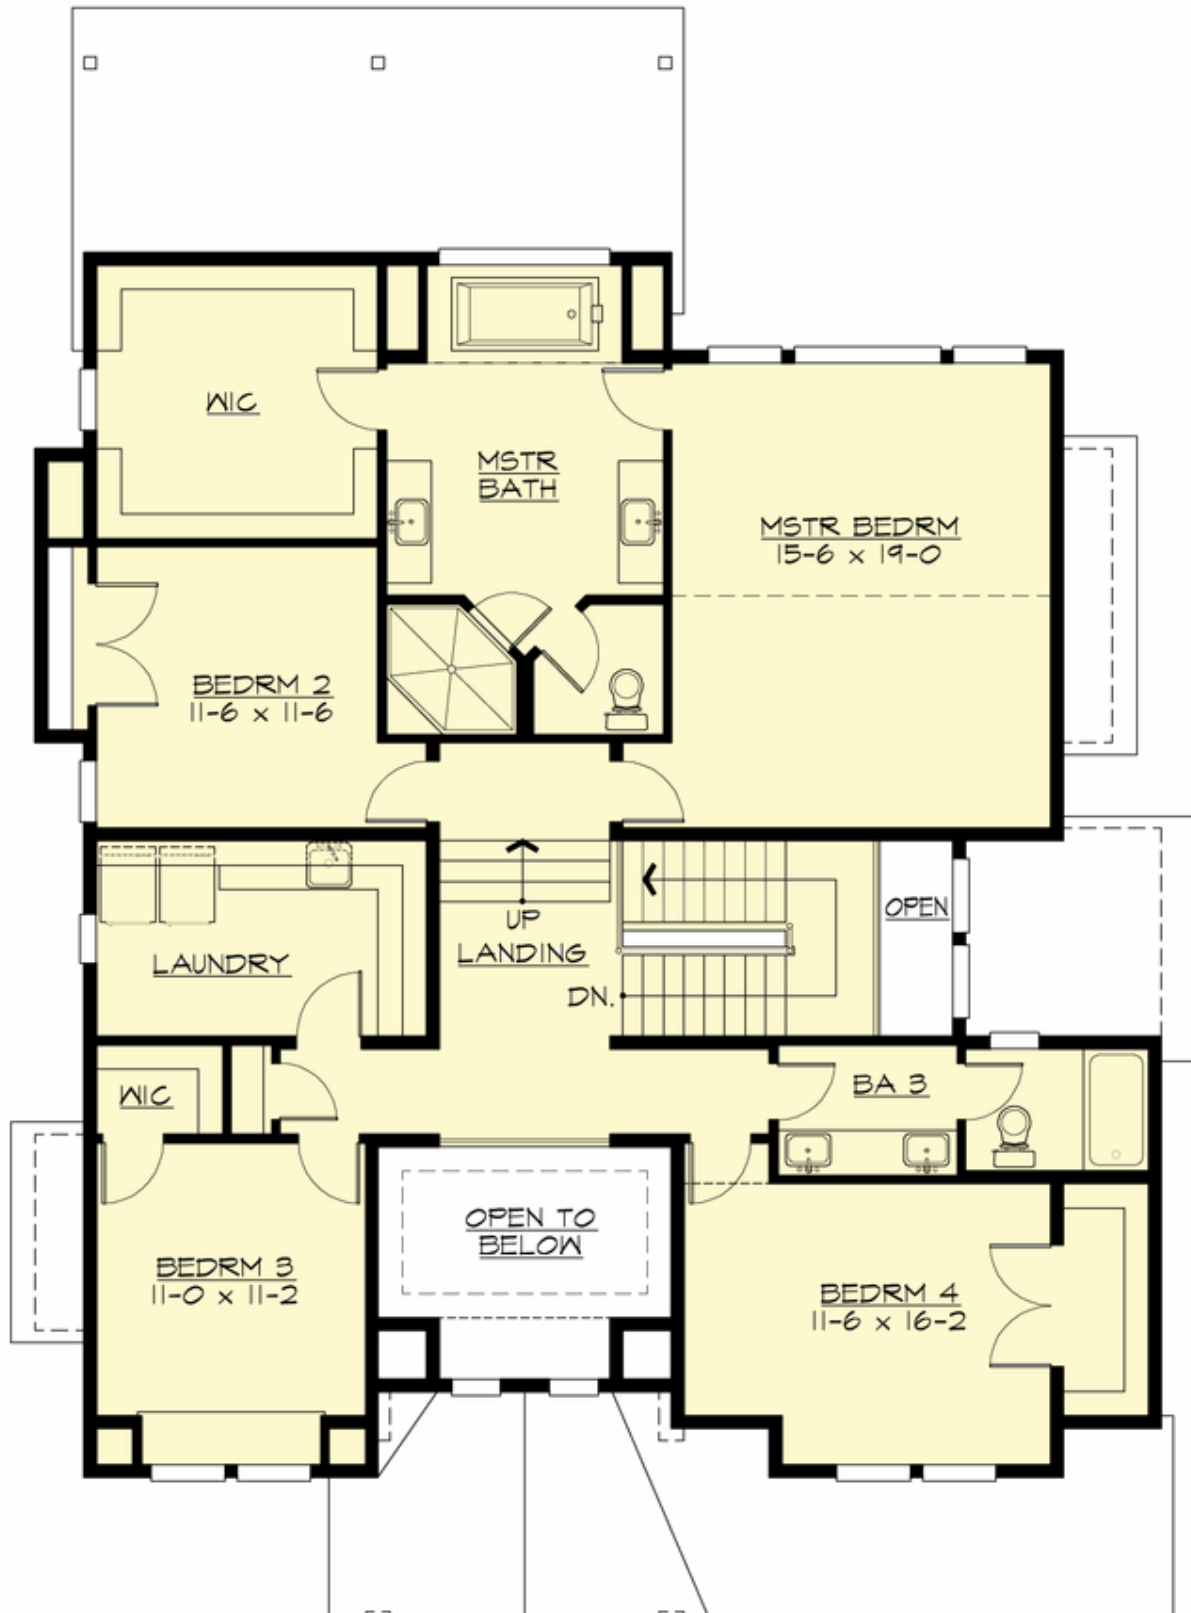 WIC
MSTR
BATH
MSTR BEDRM
15-6 x 19-0
BEDRM 2
11-6 x 11-6
UP
LANDING
DN.
OPEN
LAUNDRY
WIC
BA 3
OPEN TO
BELOW
BEDRM 3
11-0 x 11-2
BEDRM 4
11-6 x 16-2